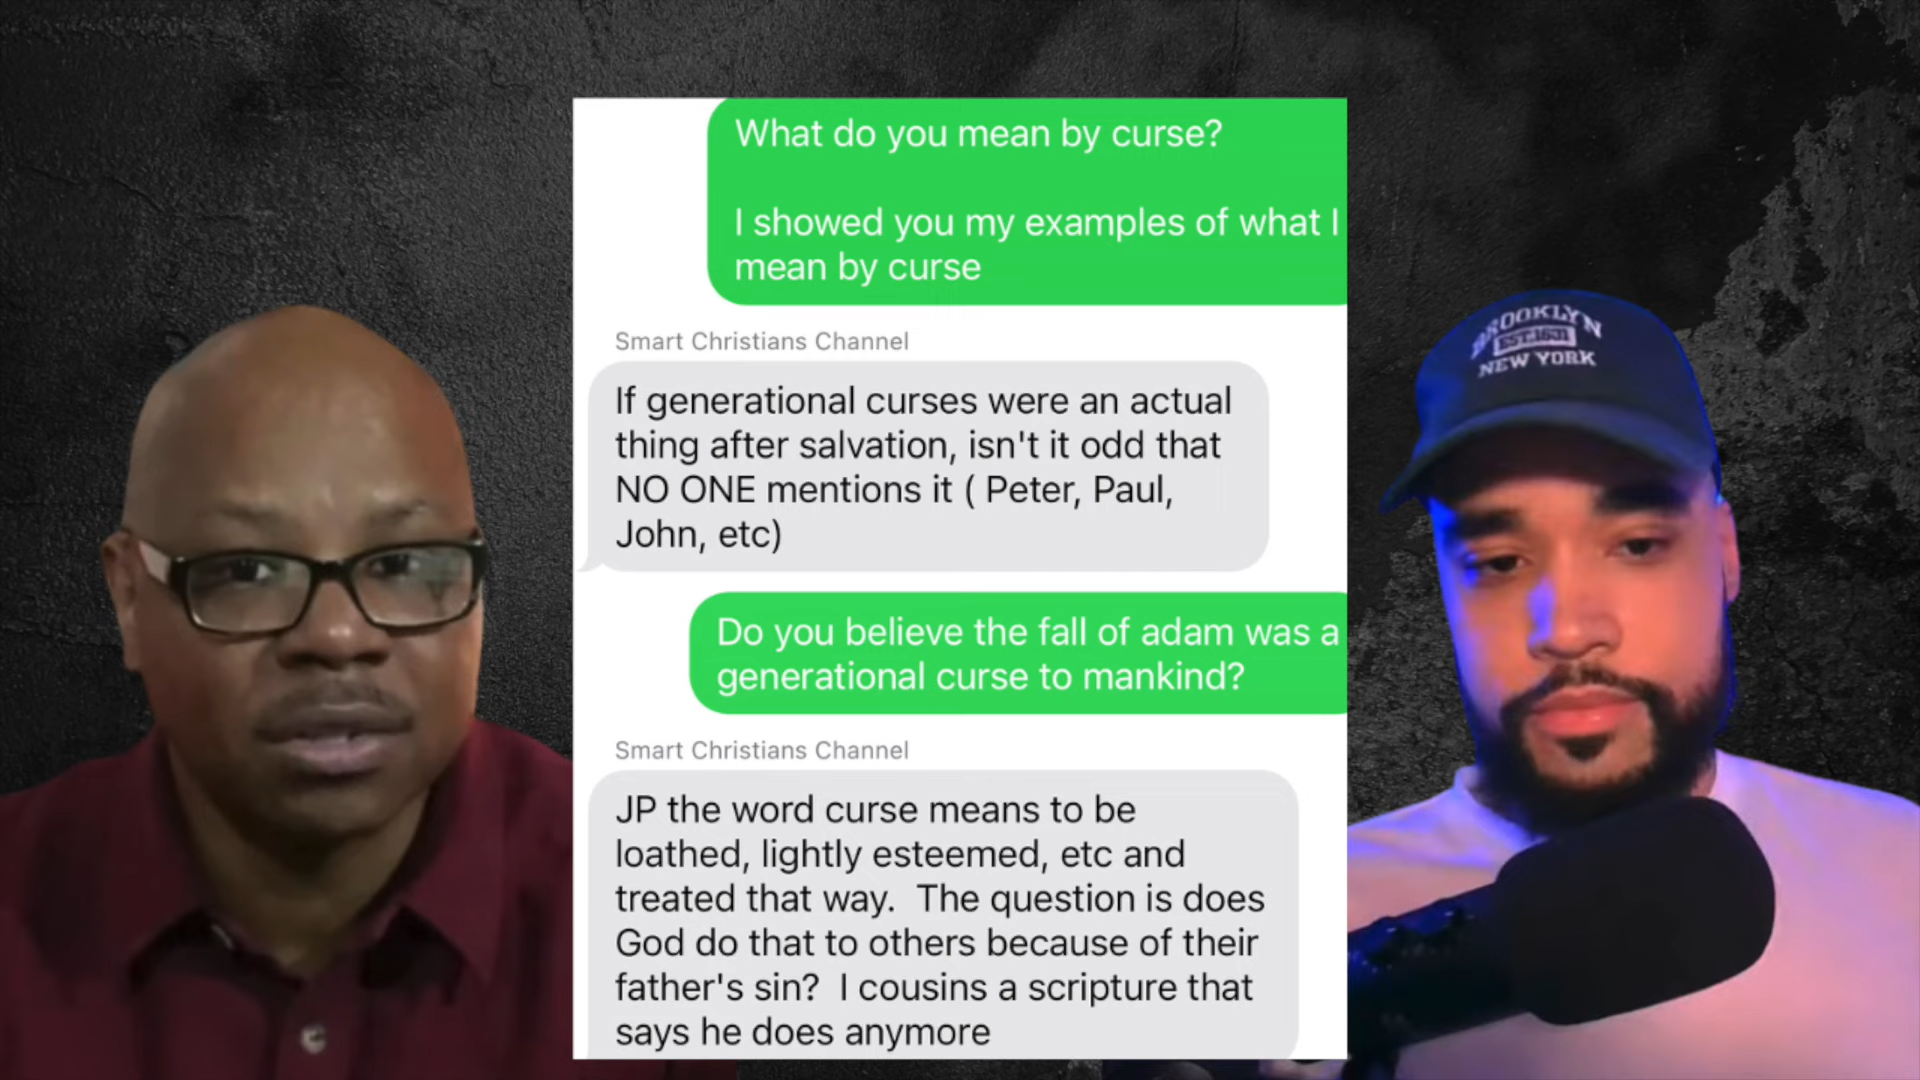 What do you mean by curse?
I showed you my examples of what I
mean by curse
Smart Christians Channel
If generational curses were an actual
thing after salvation, isn't it odd that
NO ONE mentions it ( Peter, Paul,
John, etc)
Do you believe the fall of adam was a
generational curse to mankind?
Smart Christians Channel
JP the word curse means to be
loathed, lightly esteemed, etc and
treated that way.  The question is does
God do that to others because of their
father's sin?  I cousins a scripture that
says he does anymore
BROOKLYN
NEW YORK